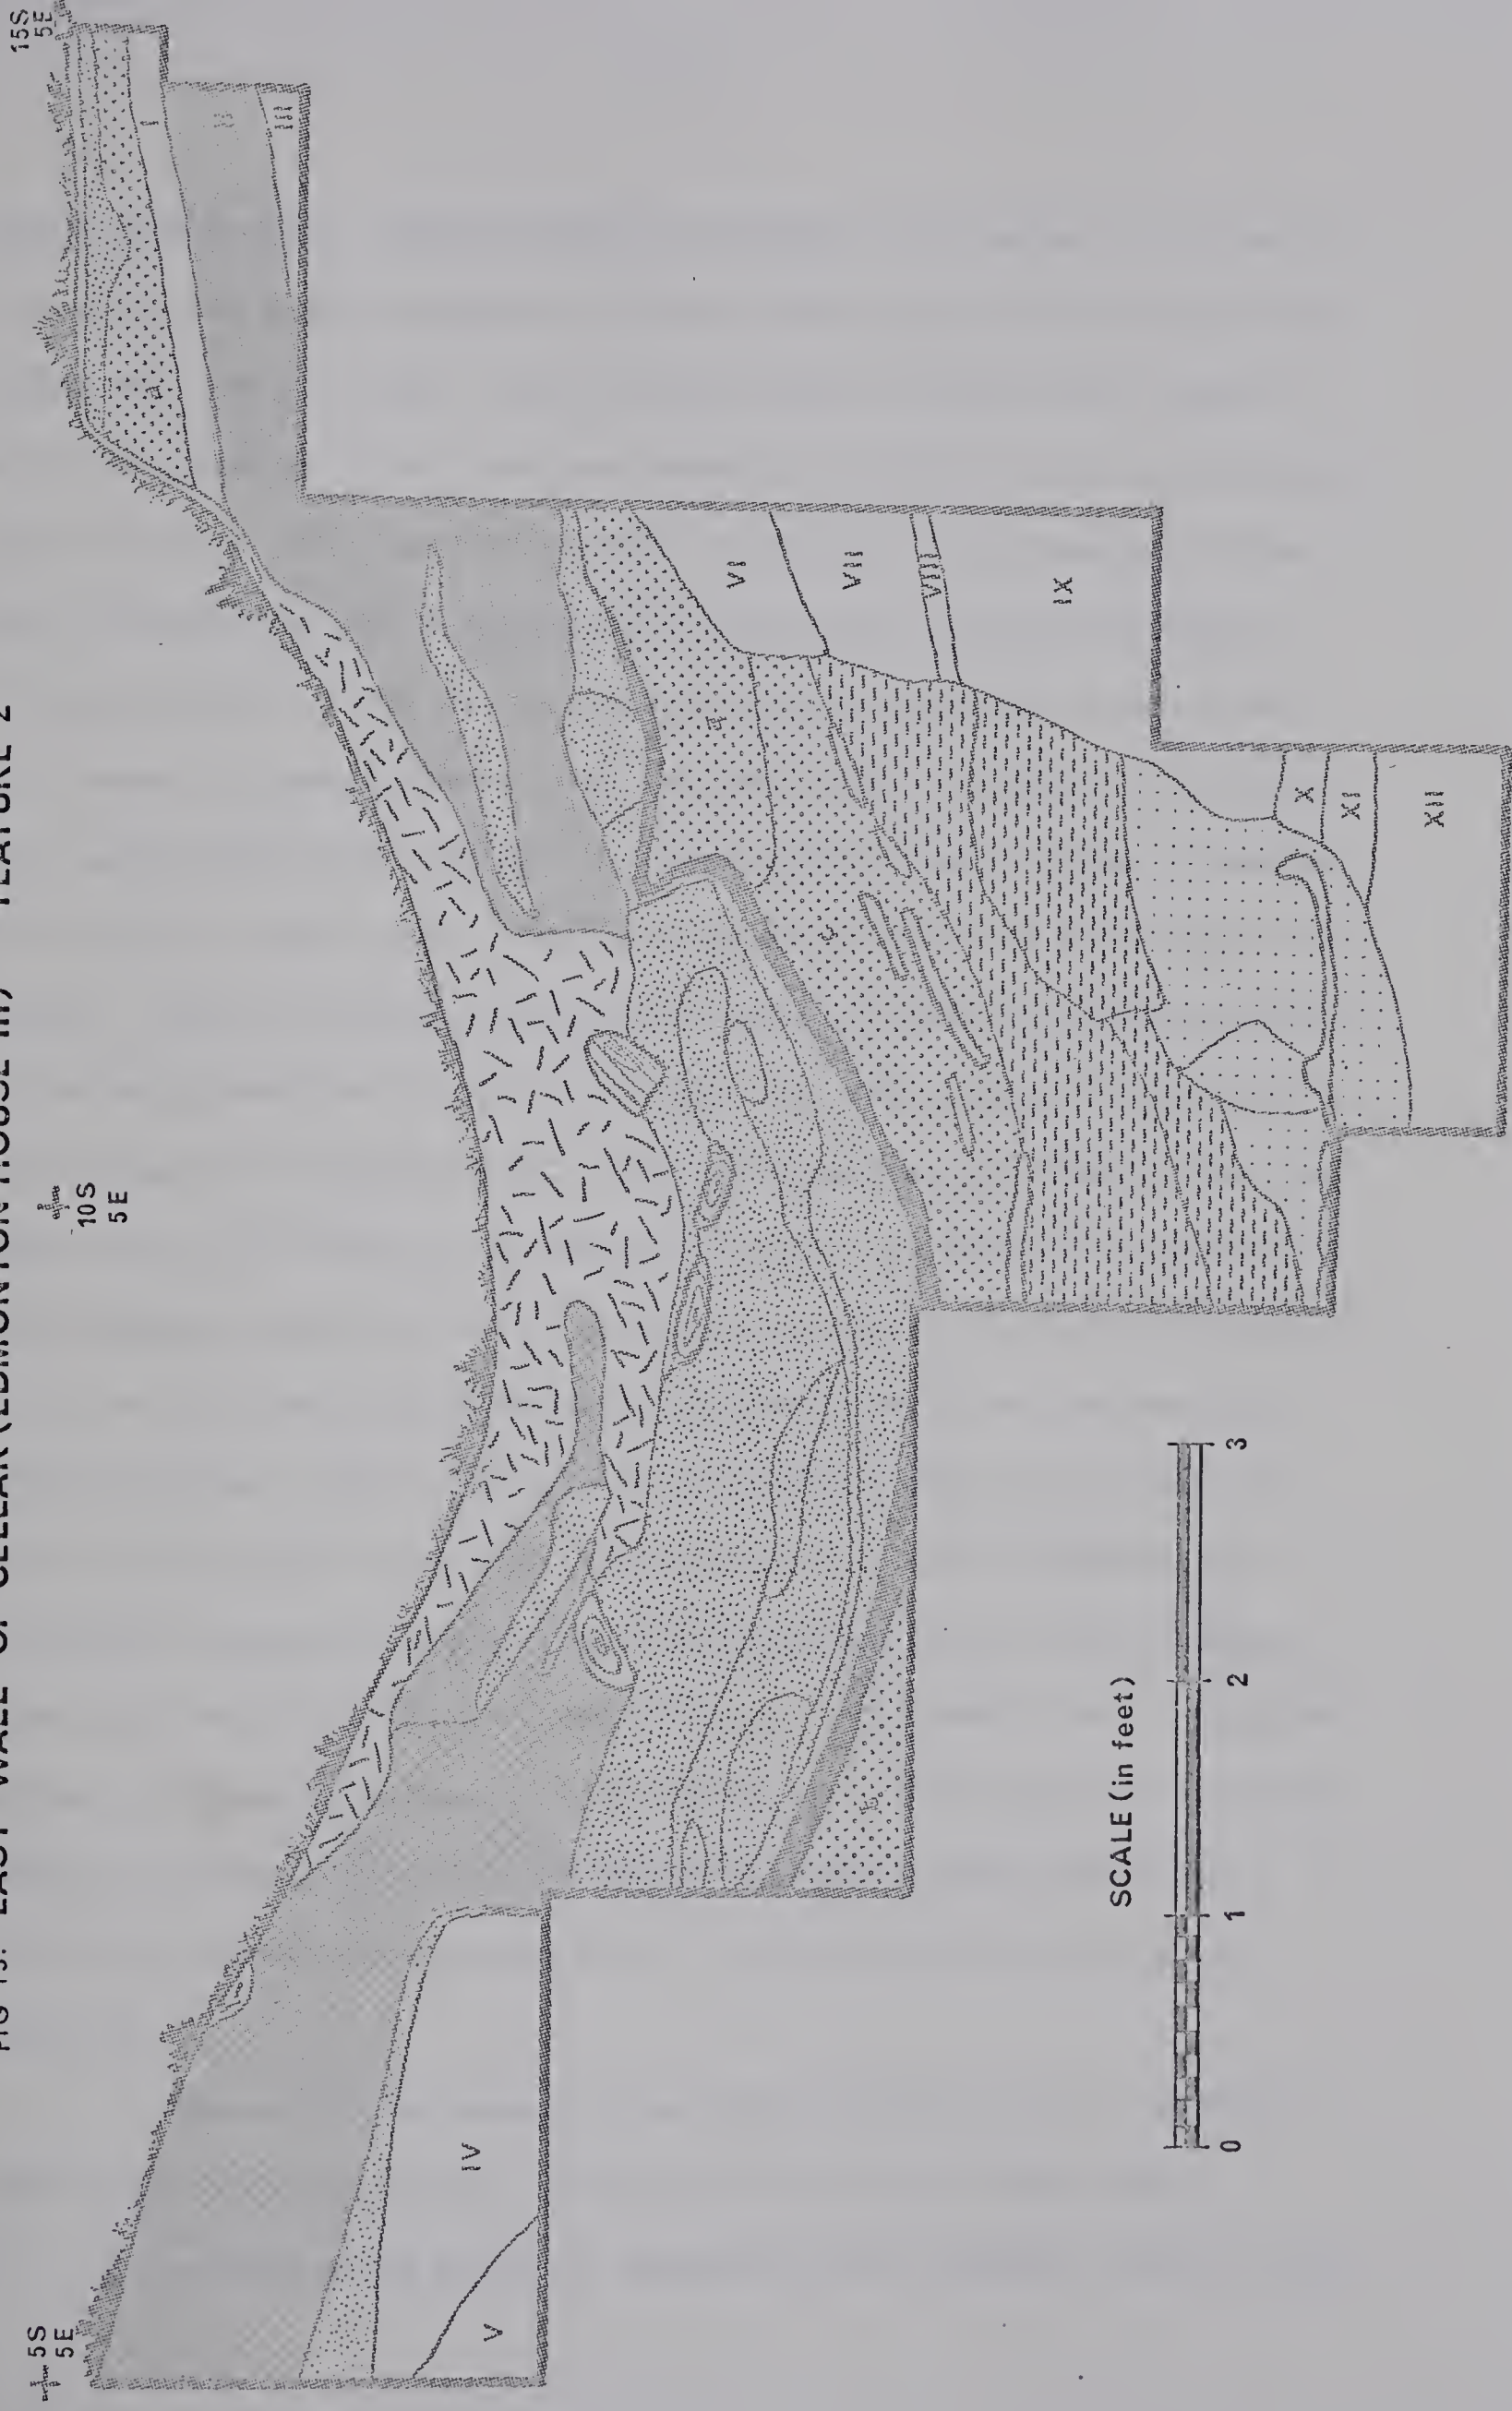 EAST WALL OF CELLAR (EDMONTON HOUSE III) FEATURE 2
5S
5E
10S
5E
15S
5E
I
II
III
IV
V
VI
VII
VIII
IX
X
XI
XII
SCALE (in feet)
0 1 2 3